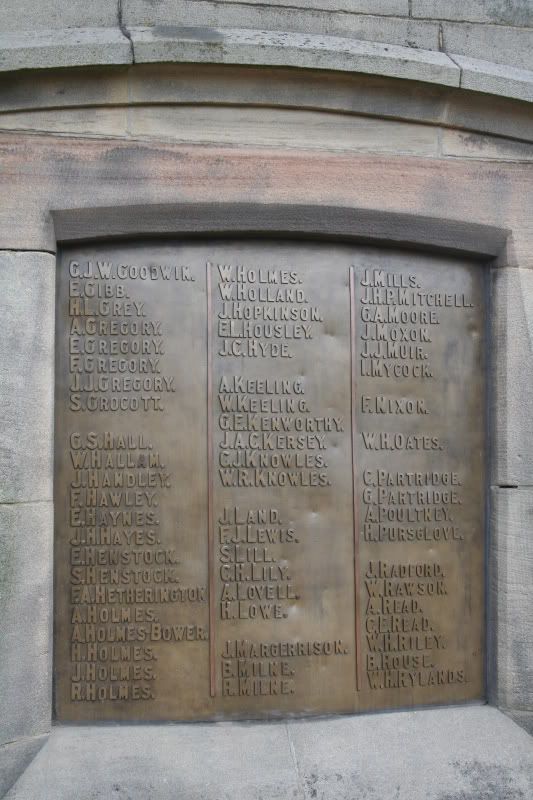 G.J.W.GOODWIN.
E.GIBB.
H.L.GREY.
A.GREGORY.
E.GREGORY.
F.GREGORY.
J.J.GREGORY.
S.GROCOTT.
G.S.HALL.
W.HALLAM.
J.HANDLEY.
F.HAWLEY.
E.HAYNES.
J.H.HAYES.
E.HENSTOCK.
S.HENSTOCK.
F.A.HETHERINGTON
A.HOLMES.
A.HOLMES-BOWER.
H.HOLMES.
J.HOLMES.
R.HOLMES.
W.HOLMES.
W.HOLLAND.
J.HOPKINSON.
E.L.HOUSLEY.
J.C.HYDE.
A.KEELING.
W.KEELING.
G.E.KENWORTHY.
J.A.C.KERSEY.
G.J.KNOWLES.
W.R.KNOWLES.
J.LAND.
F.J.LEWIS.
S.LILL.
C.H.LILY.
A.LOVELL.
H.LOWE.
J.MARGERRISON.
B.MILNE.
H.MILNE.
J.MILLS.
J.H.P.MITCHELL.
G.A.MOORE.
J.MOXON.
J.J.MUIR.
I.MYCOCK.
F.NIXON.
W.H.OATES.
C.PARTRIDGE.
G.PARTRIDGE.
A.POULTNEY.
H.PURSGLOVE.
J.RADFORD.
W.RAWSON.
A.READ.
C.E.READ.
W.H.RILEY.
B.ROUSE.
W.H.RYLANDS.